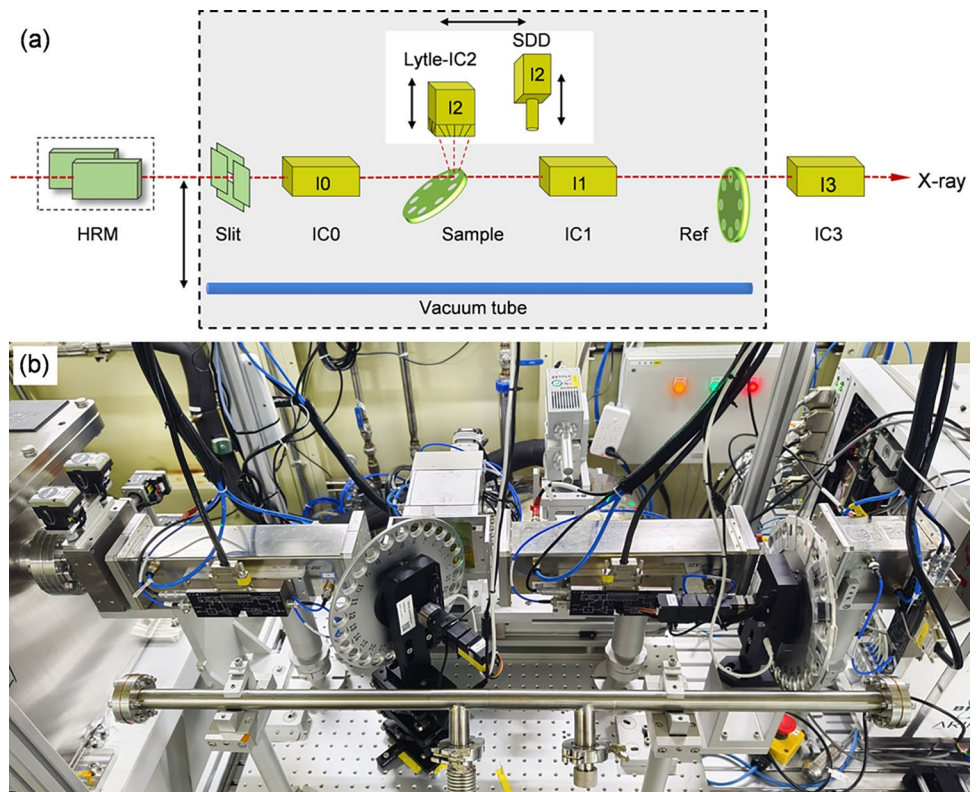 (a)
SDD
Lytle-IC2
I2
I2
I0
I1
I3
X-ray
HRM
Slit
IC0
Sample
IC1
Ref
IC3
Vacuum tube
(b)